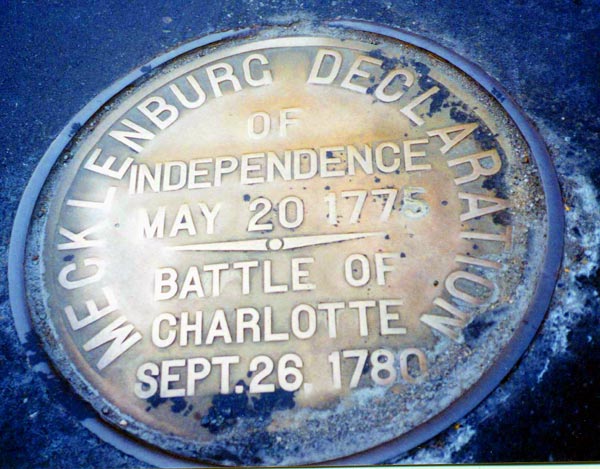 MECKLENBURG DECLARATION
OF
INDEPENDENCE
MAY 20 1775
BATTLE OF
CHARLOTTE
SEPT. 26, 1780